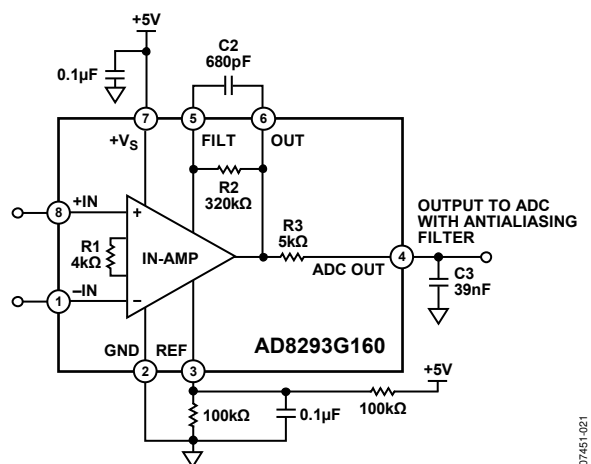 +5V
C2
680pF
0.1µF
7
5
6
+VS
FILT
OUT
R2
320kΩ
8
+IN
+
R1
4kΩ
IN-AMP
R3
5kΩ
OUTPUT TO ADC
WITH ANTIALIASING
FILTER
4
ADC OUT
C3
39nF
1
–IN
–
GND
REF
AD8293G160
2
3
+5V
100kΩ
0.1µF
100kΩ
07451-021